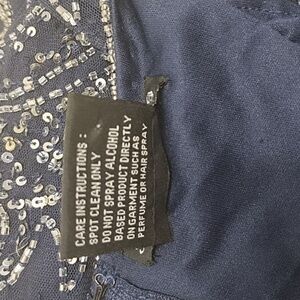 CARE INSTRUCTIONS :
SPOT CLEAN ONLY
DO NOT SPRAY ALCOHOL
BASED PRODUCT DIRECTLY
ON GARMENT SUCH AS
PERFUME OR HAIR SPRAY